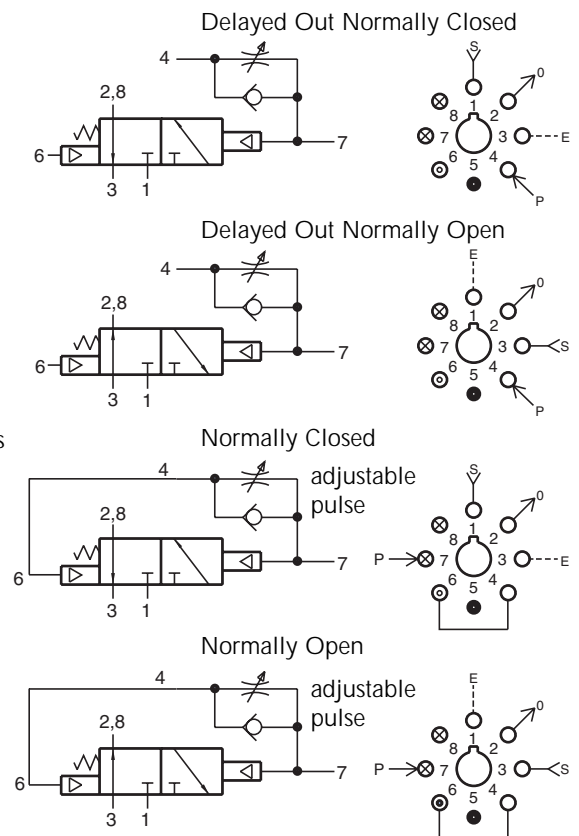 Delayed Out Normally Closed
4
2,8
6
7
3 1
S
0
1
8 2
7 3
E
6 4
5
P
Delayed Out Normally Open
4
2,8
6
7
3 1
E
0
1
8 2
7 3
S
6 4
5
P
s
Normally Closed
4
adjustable
pulse
2,8
6
7
3 1
S
0
1
8 2
P 7 3 E
6 4
5
Normally Open
4
adjustable
pulse
2,8
6
7
3 1
E
0
1
8 2
P 7 3 S
6 4
5